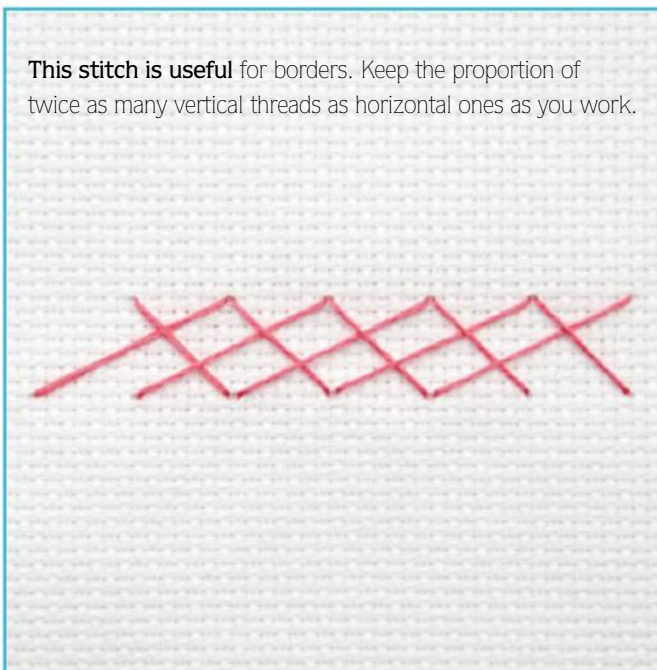 This stitch is useful for borders. Keep the proportion of
twice as many vertical threads as horizontal ones as you work.